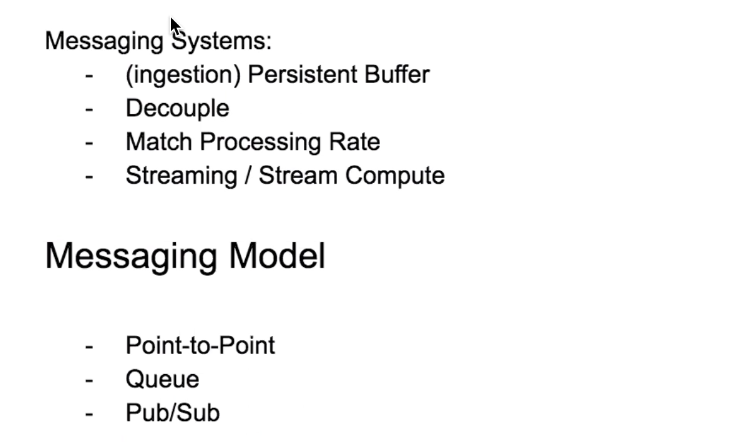 Messaging Systems:
- (ingestion) Persistent Buffer
- Decouple
- Match Processing Rate
- Streaming / Stream Compute
Messaging Model
- Point-to-Point
- Queue
- Pub/Sub